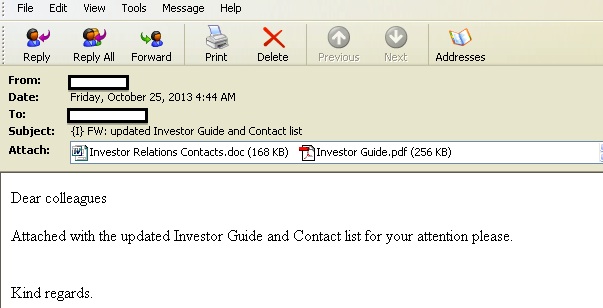 File Edit View Tools Message Help
Reply Reply All Forward Print Delete Previous Next Addresses
From:
Date: Friday, October 25, 2013 4:44 AM
To:
Subject: {I} FW: updated Investor Guide and Contact list
Attach: Investor Relations Contacts.doc (168 KB) Investor Guide.pdf (256 KB)
Dear colleagues
Attached with the updated Investor Guide and Contact list for your attention please.
Kind regards.